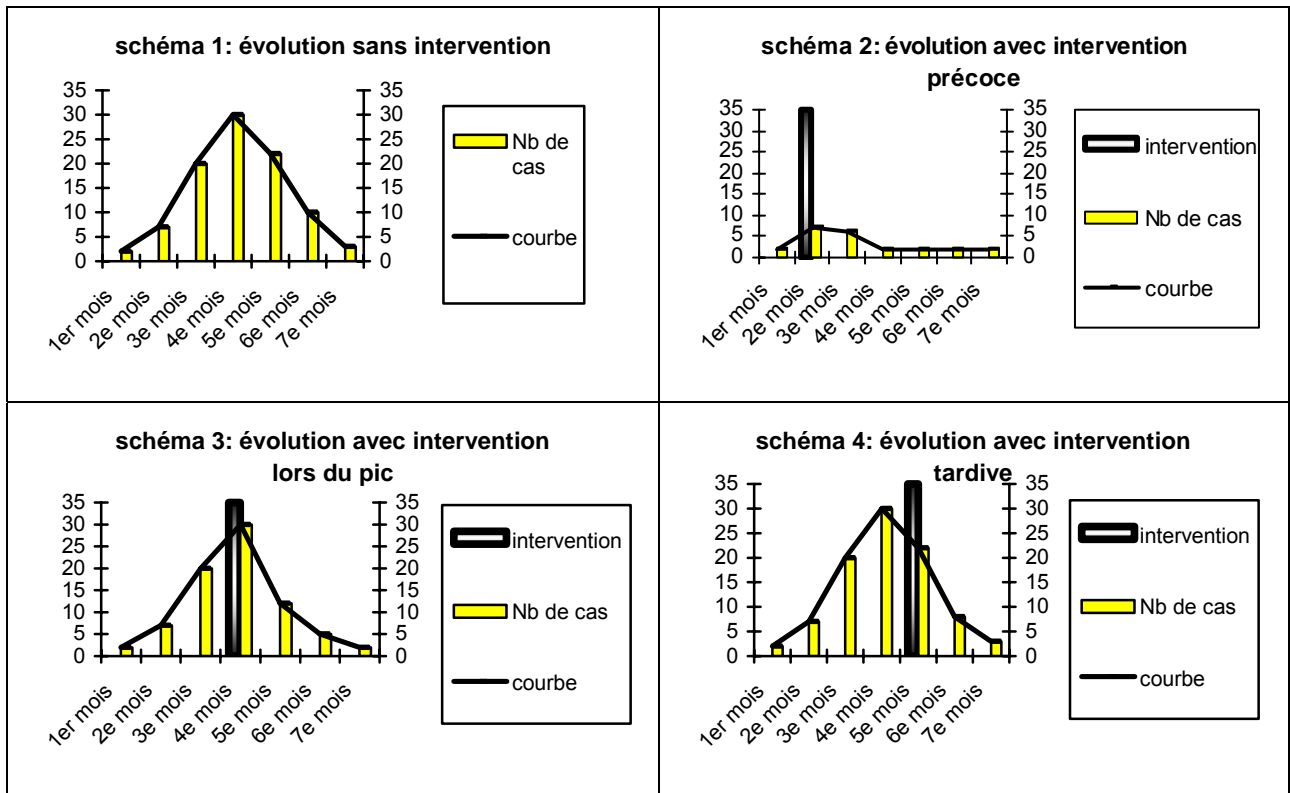 schéma 1: évolution sans intervention
35
30
25
20
15
10
5
0
35
30
25
20
15
10
5
0
1er mois
2e mois
3e mois
4e mois
5e mois
6e mois
7e mois
Nb de
cas
courbe
schéma 2: évolution avec intervention
précoce
35
30
25
20
15
10
5
0
35
30
25
20
15
10
5
0
1er mois
2e mois
3e mois
4e mois
5e mois
6e mois
7e mois
intervention
Nb de cas
courbe
schéma 3: évolution avec intervention
lors du pic
35
30
25
20
15
10
5
0
35
30
25
20
15
10
5
0
1er mois
2e mois
3e mois
4e mois
5e mois
6e mois
7e mois
intervention
Nb de cas
courbe
schéma 4: évolution avec intervention
tardive
35
30
25
20
15
10
5
0
35
30
25
20
15
10
5
0
1er mois
2e mois
3e mois
4e mois
5e mois
6e mois
7e mois
intervention
Nb de cas
courbe